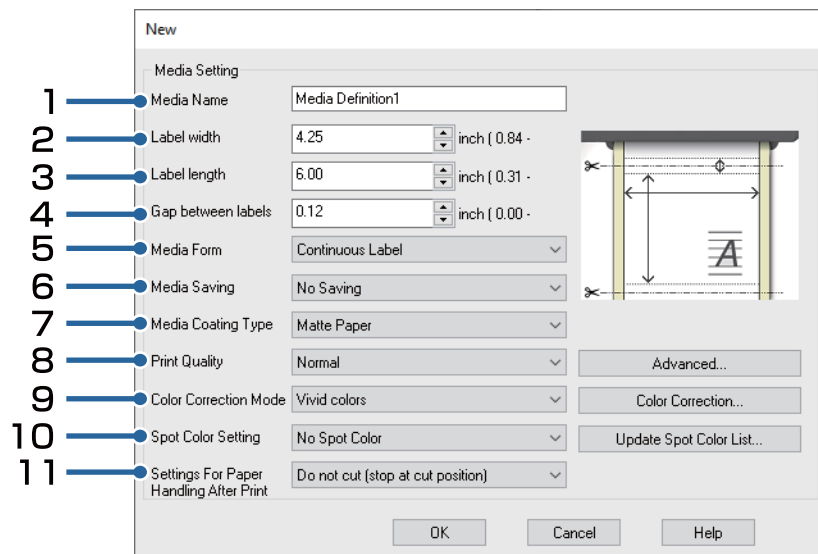 New
Media Setting
1 Media Name Media Definition1
2 Label width 4.25 inch ( 0.84 -
3 Label length 6.00 inch ( 0.31 -
4 Gap between labels 0.12 inch ( 0.00 -
5 Media Form Continuous Label
6 Media Saving No Saving
7 Media Coating Type Matte Paper
8 Print Quality Normal Advanced...
9 Color Correction Mode Vivid colors Color Correction...
10 Spot Color Setting No Spot Color Update Spot Color List...
11 Settings For Paper Do not cut (stop at cut position)
Handling After Print
A
OK Cancel Help